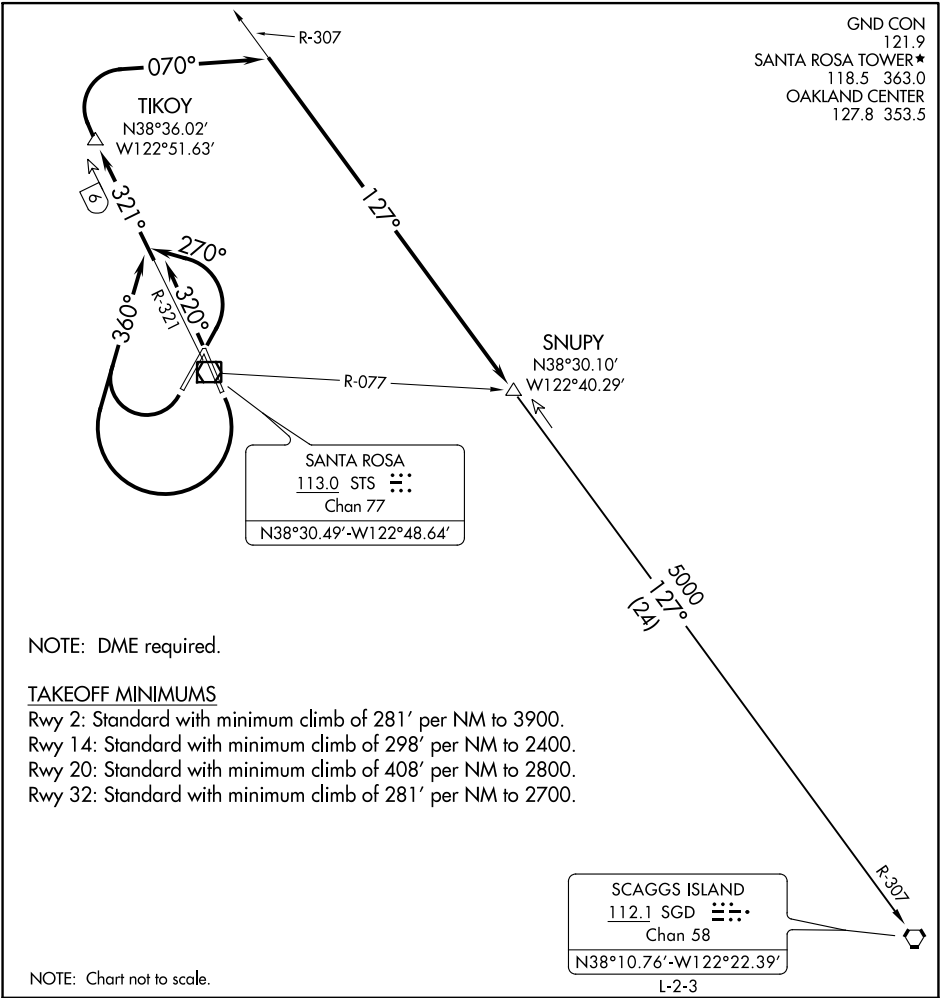 GND CON
121.9
SANTA ROSA TOWER★
118.5 363.0
OAKLAND CENTER
127.8 353.5
R-307
070°
TIKOY
N38°36.02'
W122°51.63'
6
321°
127°
270°
R-321
320°
360°
SNUPY
N38°30.10'
W122°40.29'
R-077
SANTA ROSA
113.0 STS
Chan 77
N38°30.49'-W122°48.64'
5000
127°
(24)
NOTE: DME required.
TAKEOFF MINIMUMS
Rwy 2: Standard with minimum climb of 281' per NM to 3900.
Rwy 14: Standard with minimum climb of 298' per NM to 2400.
Rwy 20: Standard with minimum climb of 408' per NM to 2800.
Rwy 32: Standard with minimum climb of 281' per NM to 2700.
R-307
SCAGGS ISLAND
112.1 SGD
Chan 58
N38°10.76'-W122°22.39'
L-2-3
NOTE: Chart not to scale.